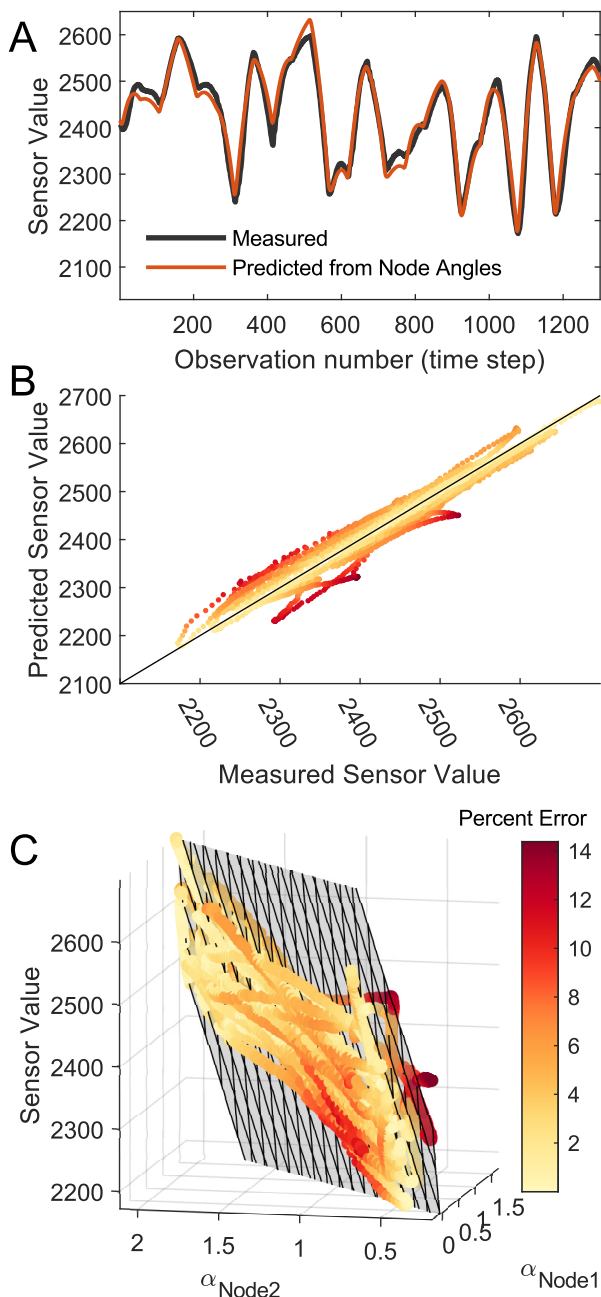 A
Sensor Value
2600
2500
2400
2300
2200
2100
Measured
Predicted from Node Angles
200 400 600 800 1000 1200
Observation number (time step)
B
Predicted Sensor Value
2700
2600
2500
2400
2300
2200
2100
2200 2300 2400 2500 2600
Measured Sensor Value
C
Percent Error
14
12
10
8
6
4
2
Sensor Value
2600
2500
2400
2300
2200
2 1.5 1 0.5
0 0.5 1 1.5
αNode2
αNode1